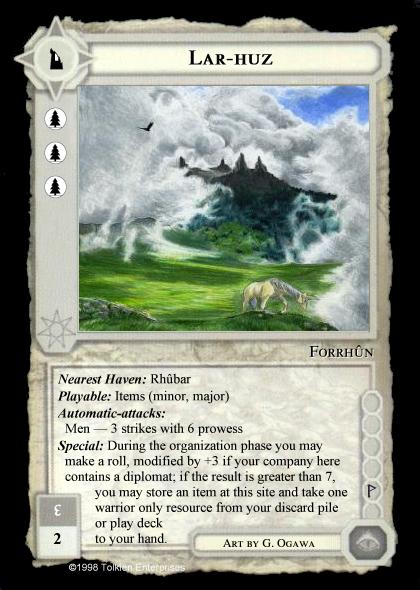 LAR-HUZ
FORRHÛN
Nearest Haven: Rhûbar
Playable: Items (minor, major)
Automatic-attacks:
Men — 3 strikes with 6 prowess
Special: During the organization phase you may
make a roll, modified by +3 if your company here
contains a diplomat; if the result is greater than 7,
you may store an item at this site and take one
warrior only resource from your discard pile
or play deck
to your hand.
2
ART BY G. OGAWA
©1998 Tolkien Enterprises